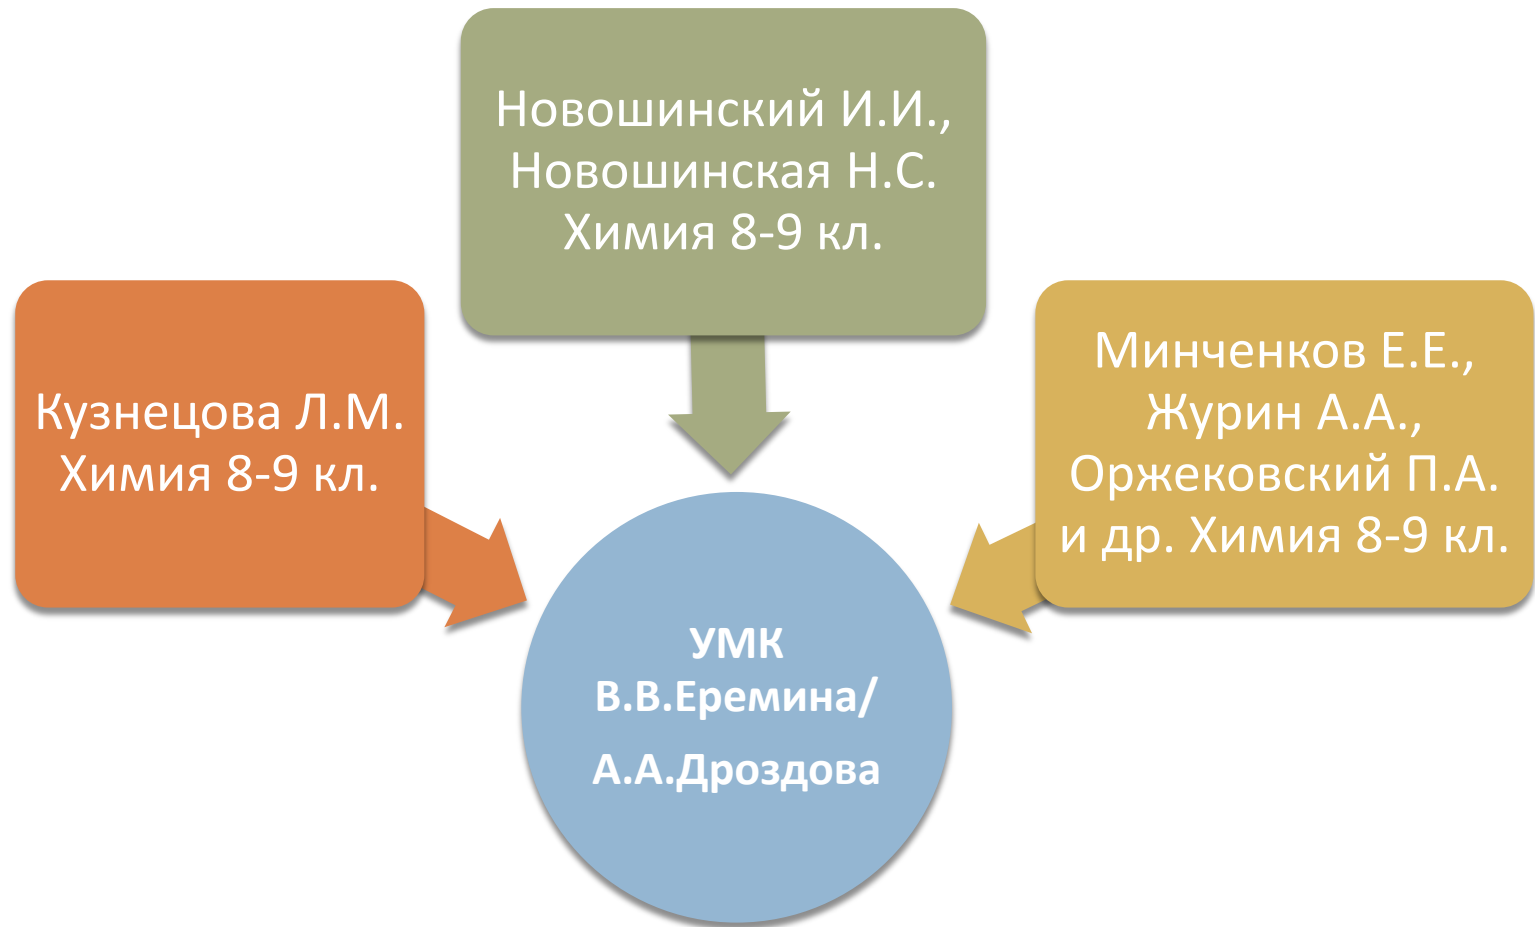 Новошинский И.И.,
Новошинская Н.С.
Химия 8-9 кл.
Кузнецова Л.М.
Химия 8-9 кл.
Минченков Е.Е.,
Журин А.А.,
Оржековский П.А.
и др. Химия 8-9 кл.
УМК
В.В.Еремина/
А.А.Дроздова